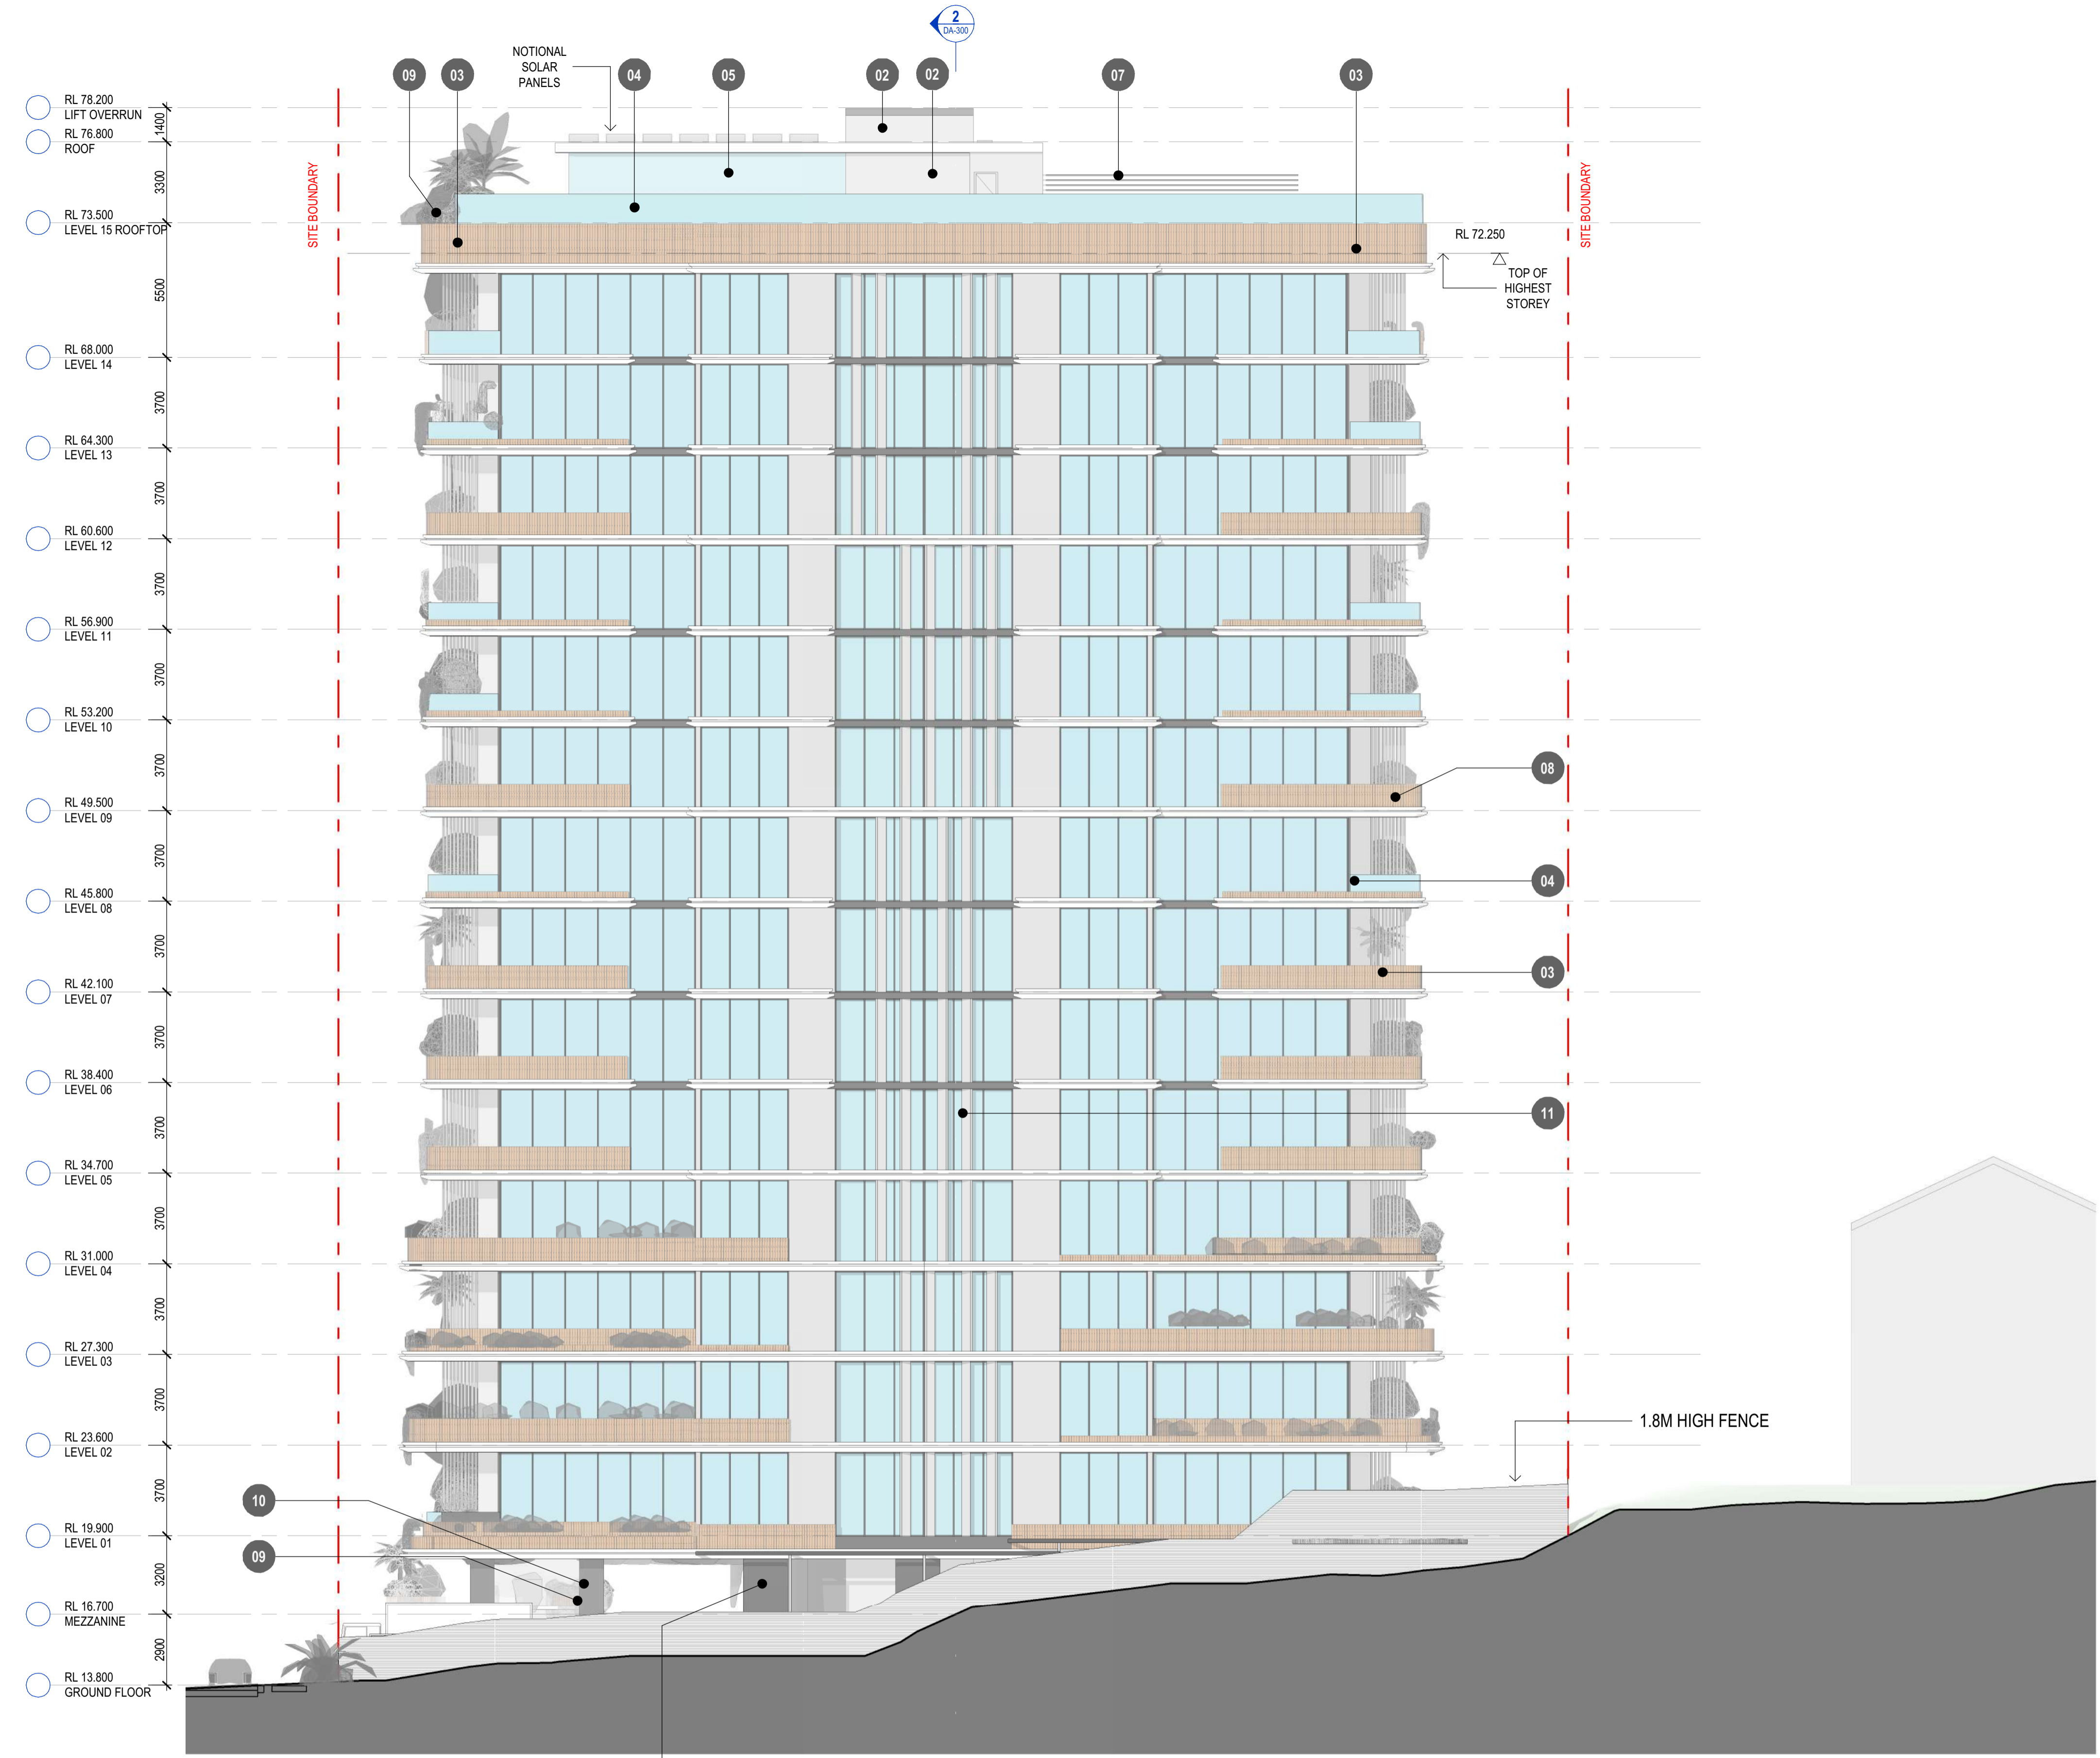 2
DA-300
NOTIONAL
SOLAR
PANELS
09
03
04
05
02
02
07
03
RL 78.200
LIFT OVERRUN
1400
RL 76.800
ROOF
3300
SITE BOUNDARY
SITE BOUNDARY
RL 73.500
LEVEL 15 ROOFTOP
RL 72.250
TOP OF
HIGHEST
STOREY
5500
RL 68.000
LEVEL 14
3700
RL 64.300
LEVEL 13
3700
RL 60.600
LEVEL 12
3700
RL 56.900
LEVEL 11
3700
RL 53.200
LEVEL 10
3700
08
RL 49.500
LEVEL 09
3700
04
RL 45.800
LEVEL 08
3700
03
RL 42.100
LEVEL 07
3700
RL 38.400
LEVEL 06
11
3700
RL 34.700
LEVEL 05
3700
RL 31.000
LEVEL 04
3700
RL 27.300
LEVEL 03
3700
1.8M HIGH FENCE
RL 23.600
LEVEL 02
3700
10
RL 19.900
LEVEL 01
09
3200
RL 16.700
MEZZANINE
2900
RL 13.800
GROUND FLOOR